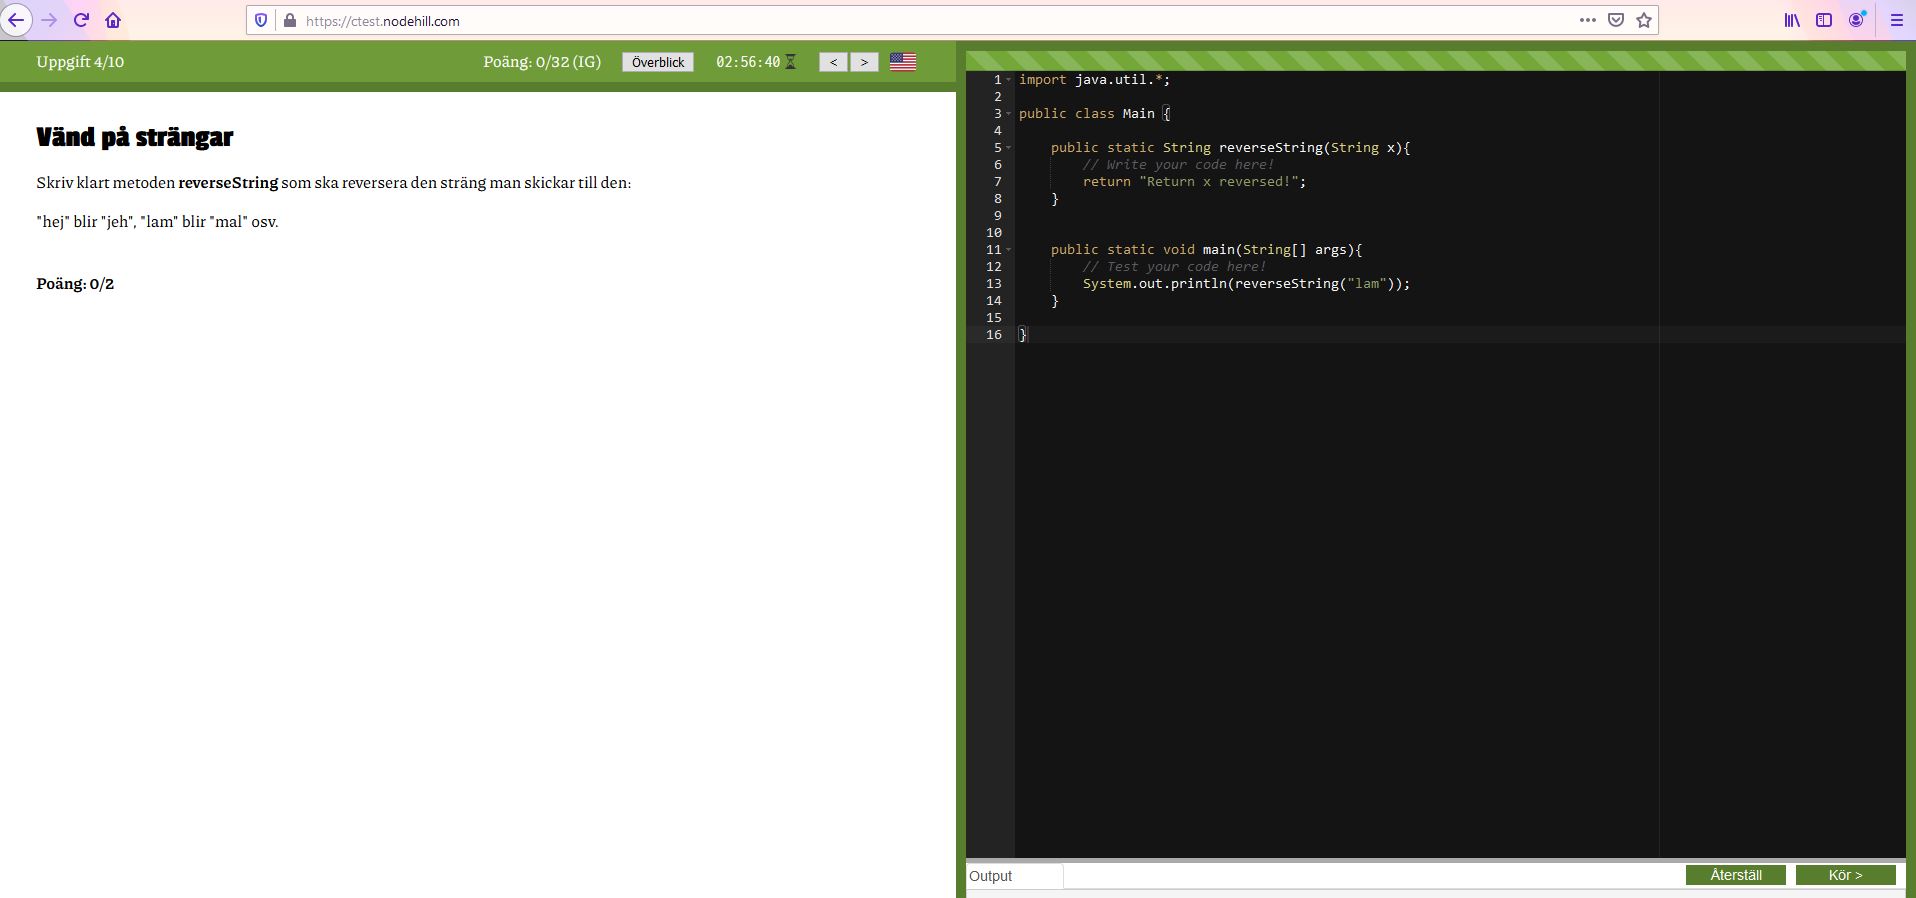 https://ctest.nodehill.com
Uppgift 4/10
Poäng: 0/32 (IG)
Överblick
02:56:40
<
>
Vänd på strängar
Skriv klart metoden reverseString som ska reversera den sträng man skickar till den:
"hej" blir "jeh", "lam" blir "mal" osv.
Poäng: 0/2
1 import java.util.*;
2
3 public class Main {
4
5 public static String reverseString(String x){
6 // Write your code here!
7 return "Return x reversed!";
8 }
9
10
11 public static void main(String[] args){
12 // Test your code here!
13 System.out.println(reverseString("lam"));
14 }
15
16 }
Output
Återställ
Kör >